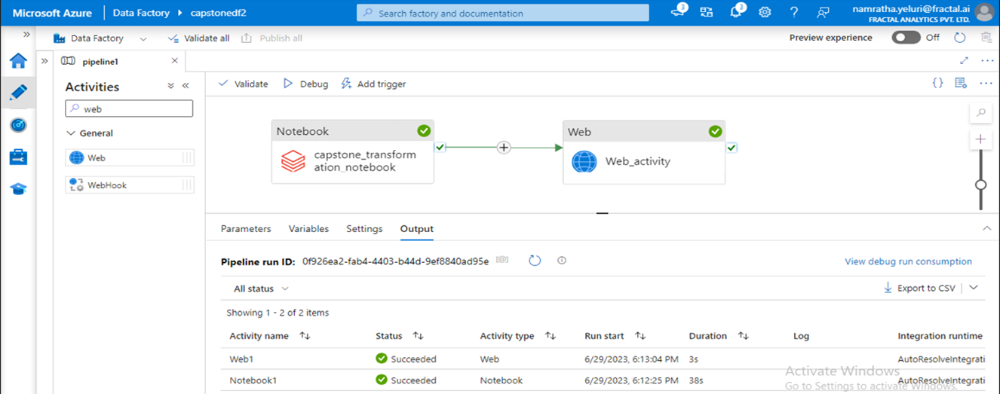 Microsoft Azure Data Factory capstonedf2 Search factory and documentation 3 3 namratha.yeluri@fractal.ai
FRACTAL ANALYTICS PVT. LTD.
Data Factory Validate all Publish all Preview experience Off
pipeline1
Activities
web
General
Web
WebHook
Validate Debug Add trigger
Notebook
capstone_transform
ation_notebook
Web
Web_activity
Parameters Variables Settings Output
Pipeline run ID: 0f926ea2-fab4-4403-b44d-9ef8840ad95e View debug run consumption
All status Export to CSV
Showing 1 - 2 of 2 items
Activity name Status Activity type Run start Duration Log Integration runtime
Web1 Succeeded Web 6/29/2023, 6:13:04 PM 3s AutoResolveIntegrati
Notebook1 Succeeded Notebook 6/29/2023, 6:12:25 PM 38s AutoResolveIntegrati
Activate Windows
Go to Settings to activate Windows.